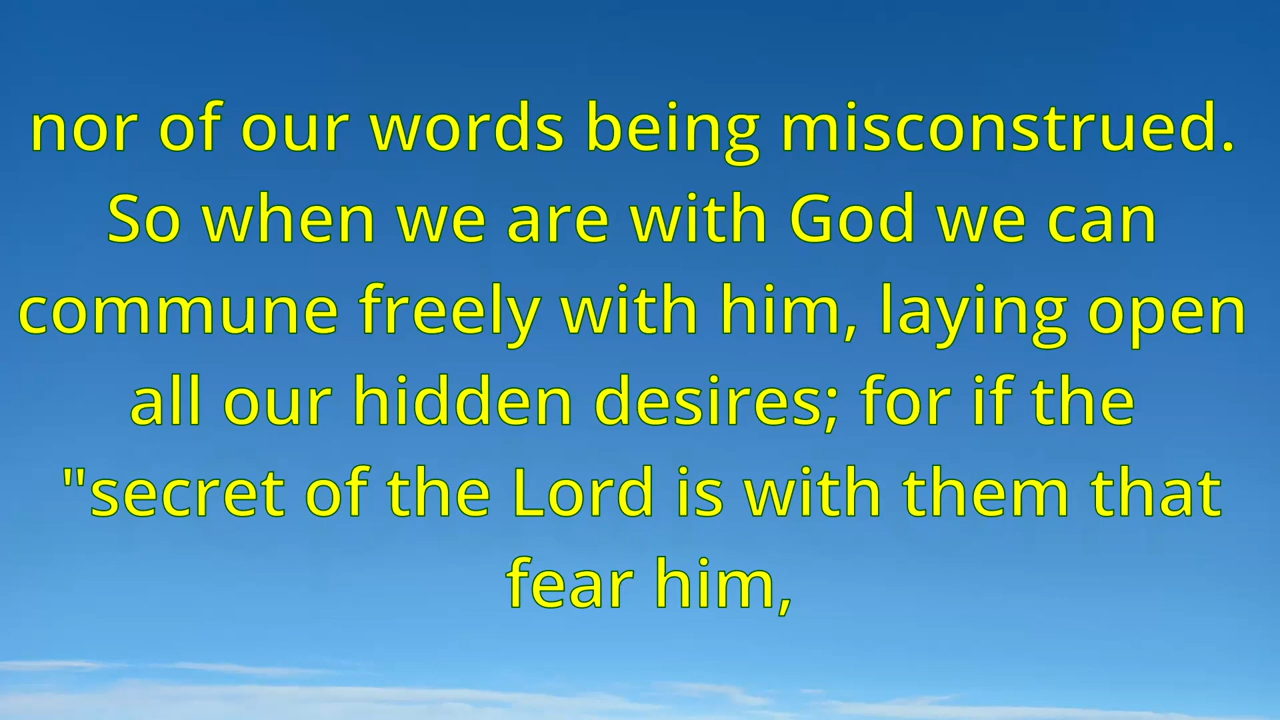 nor of our words being misconstrued.
So when we are with God we can
commune freely with him, laying open
all our hidden desires; for if the
"secret of the Lord is with them that
fear him,